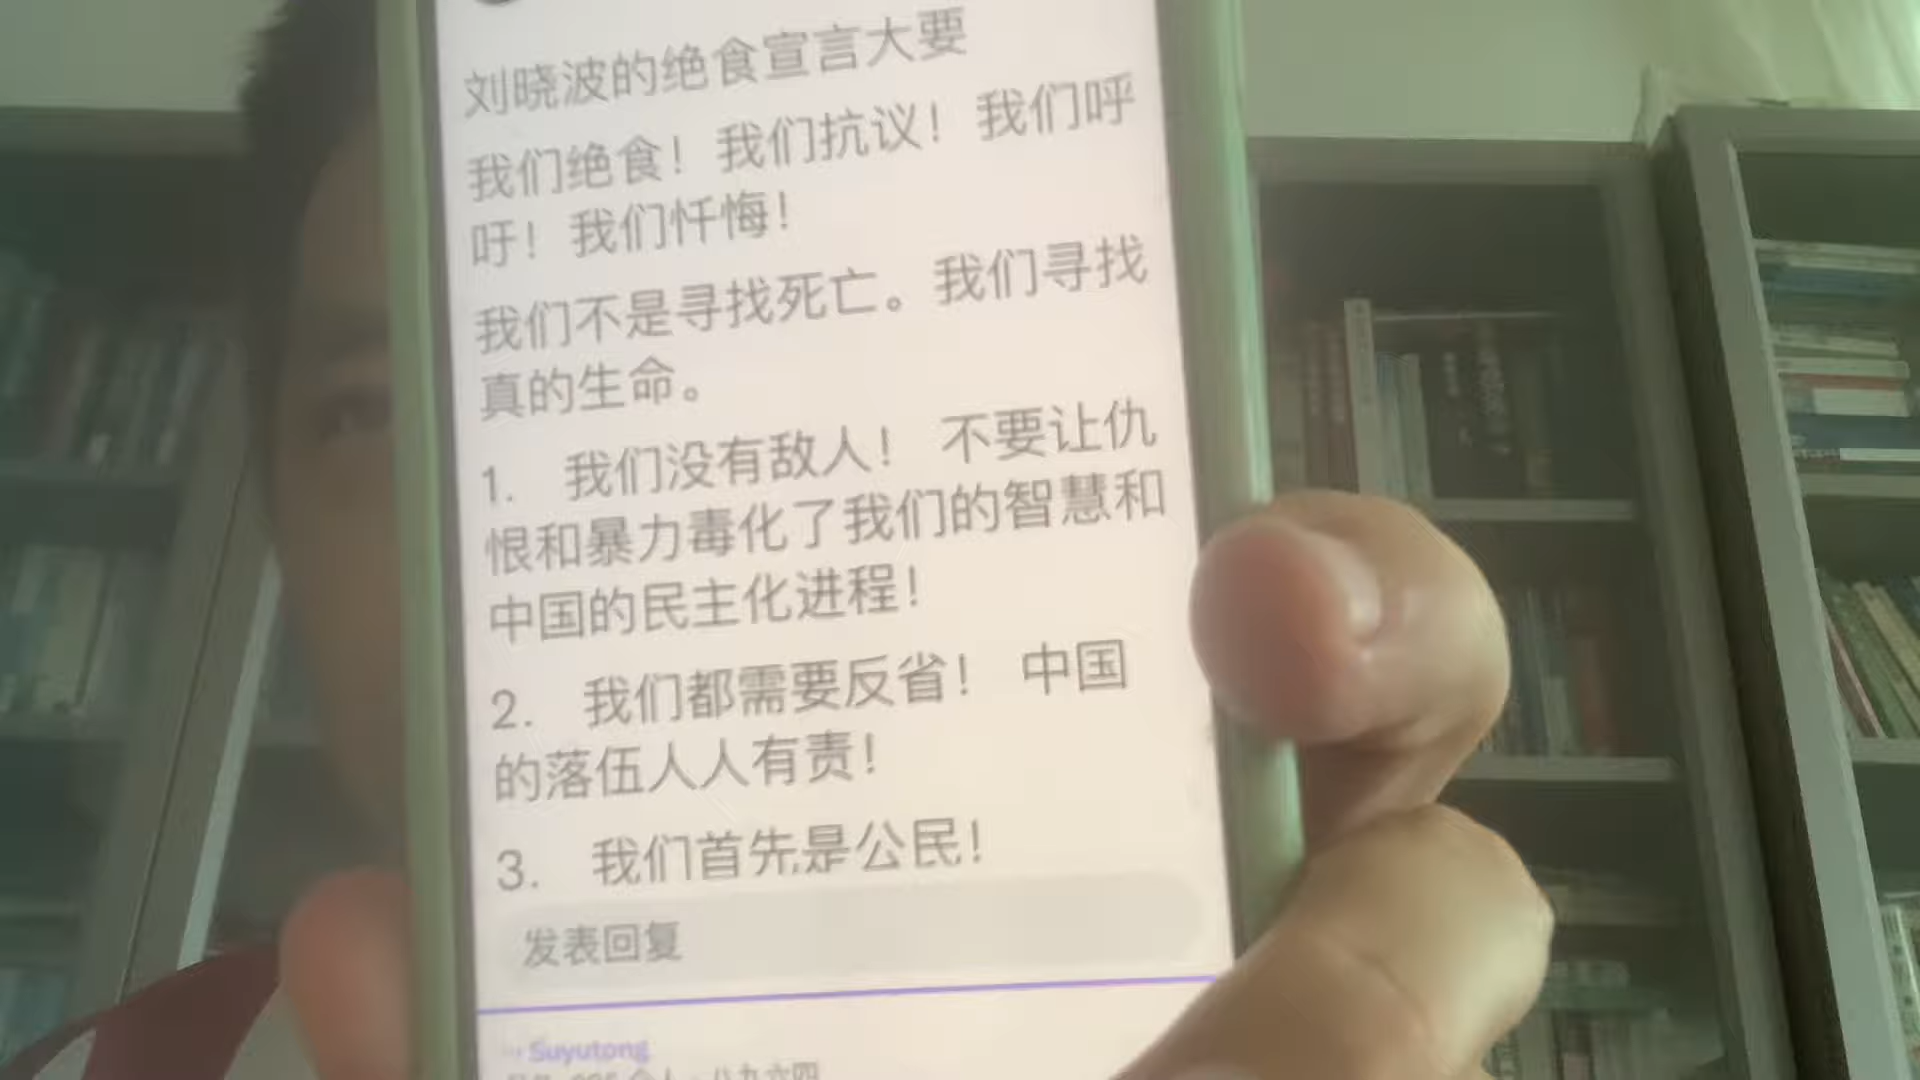 刘晓波的绝食宣言大要
我们绝食！我们抗议！我们呼
吁！我们忏悔！
我们不是寻找死亡。我们寻找
真的生命。
1. 我们没有敌人！ 不要让仇
恨和暴力毒化了我们的智慧和
中国的民主化进程！
2. 我们都需要反省！ 中国
的落伍人人有责！
3. 我们首先是公民！
发表回复
Suyutong
八九六四